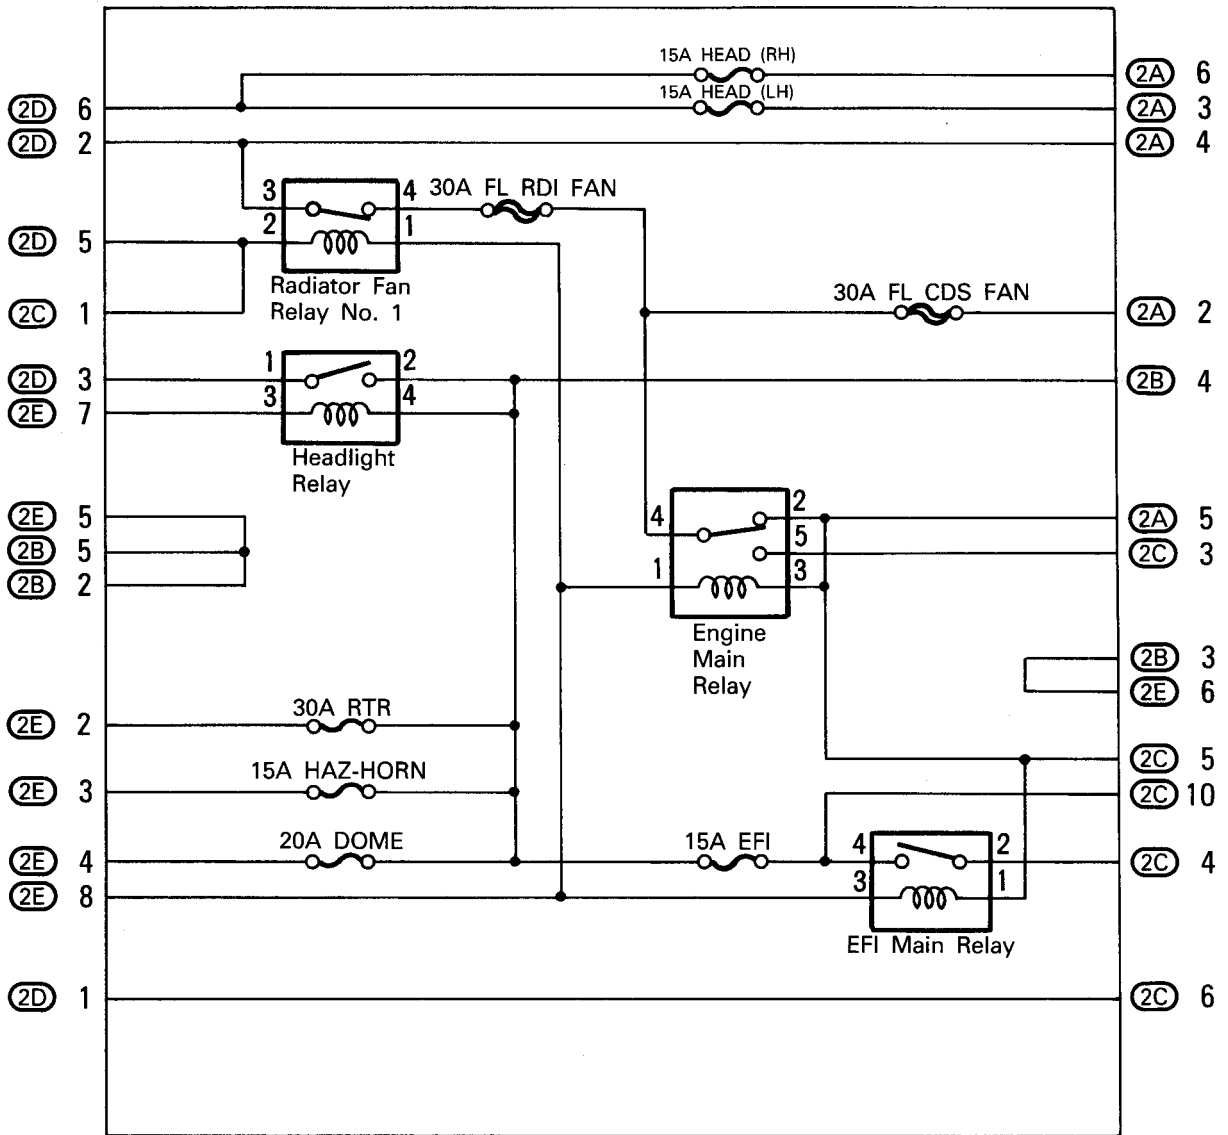 15A HEAD (RH)
2A 6
2D 6
15A HEAD (LH)
2A 3
2D 2
2A 4
3 4
30A FL RDI FAN
2D 5
2 1
Radiator Fan
Relay No. 1
2C 1
30A FL CDS FAN
2A 2
1 2
2D 3
2B 4
3 4
2E 7
Headlight
Relay
2E 5
4 2
2A 5
2B 5
5
2C 3
2B 2
1 3
Engine
Main
Relay
2B 3
2E 6
30A RTR
2E 2
2C 5
15A HAZ-HORN
2E 3
2C 10
20A DOME
15A EFI
2E 4
4 2
2C 4
2E 8
3 1
EFI Main Relay
2D 1
2C 6